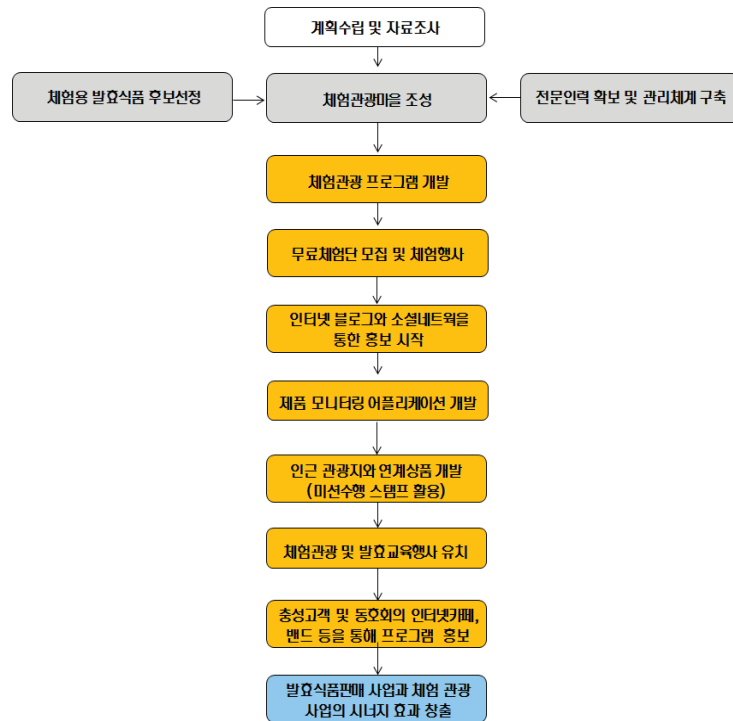 계획수립 및 자료조사
체험용 발효식품 후보선정
체험관광마을 조성
전문인력 확보 및 관리체계 구축
체험관광 프로그램 개발
무료체험단 모집 및 체험행사
인터넷 블로그와 소셜네트웍을
통한 홍보 시작
제품 모니터링 어플리케이션 개발
인근 관광지와 연계상품 개발
(미션수행 스탬프 활용)
체험관광 및 발효교육행사 유치
충성고객 및 동호회의 인터넷카페,
밴드 등을 통해 프로그램 홍보
발효식품판매 사업과 체험 관광
사업의 시너지 효과 창출